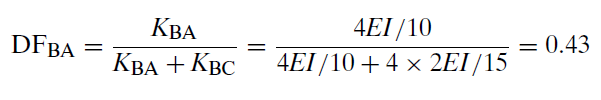 DF_BA = K_BA / (K_BA + K_BC) = (4EI/10) / (4EI/10 + 4 × 2EI/15) = 0.43